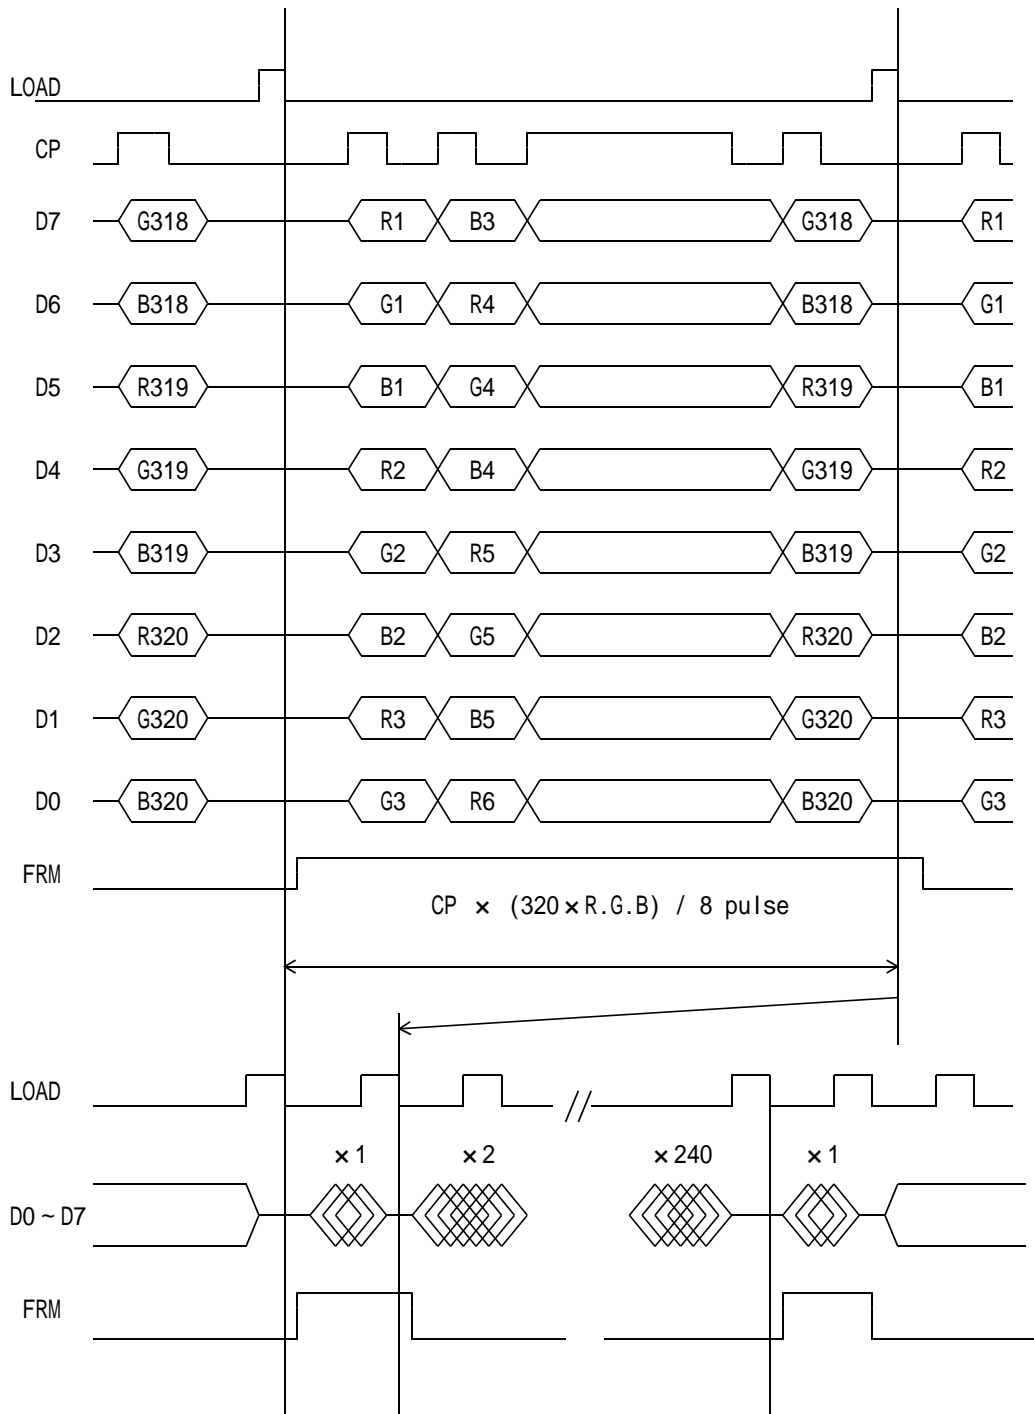 LOAD
CP
D7 G318 R1 B3 G318 R1
D6 B318 G1 R4 B318 G1
D5 R319 B1 G4 R319 B1
D4 G319 R2 B4 G319 R2
D3 B319 G2 R5 B319 G2
D2 R320 B2 G5 R320 B2
D1 G320 R3 B5 G320 R3
D0 B320 G3 R6 B320 G3
FRM
CP × (320×R.G.B) / 8 pulse
LOAD
×1 ×2 ×240 ×1
D0 ~ D7
FRM